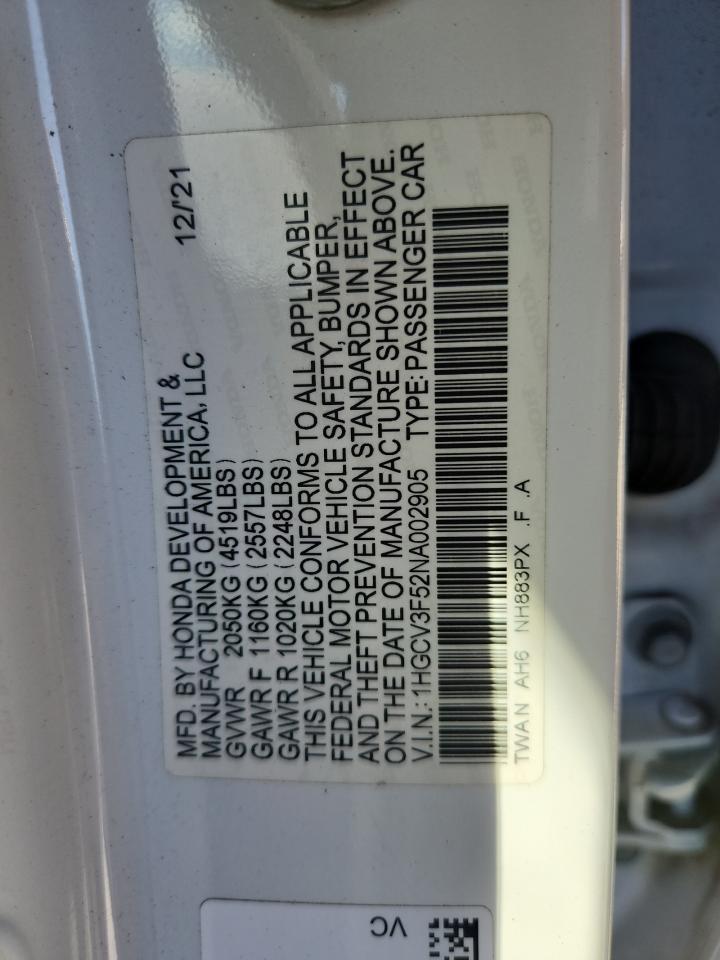 MFD. BY HONDA DEVELOPMENT & 12/'21
MANUFACTURING OF AMERICA, LLC
GVWR 2050KG (4519LBS)
GAWR F 1160KG (2557LBS)
GAWR R 1020KG (2248LBS)
THIS VEHICLE CONFORMS TO ALL APPLICABLE
FEDERAL MOTOR VEHICLE SAFETY, BUMPER,
AND THEFT PREVENTION STANDARDS IN EFFECT
ON THE DATE OF MANUFACTURE SHOWN ABOVE.
V.I.N.: 1HGCV3F52NA002905 TYPE: PASSENGER CAR
TWA N AH6 NH883PX .F .A
VC